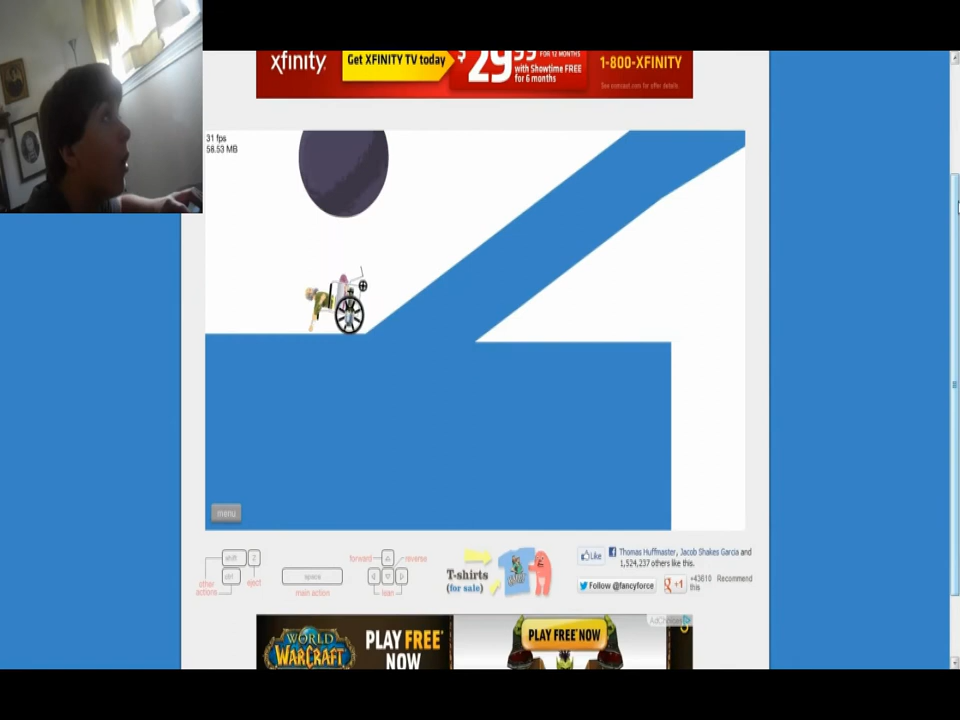 xfinity.
Get XFINITY TV today
$29.99
FOR 12 MONTHS
with Showtime FREE
for 6 months
1-800-XFINITY
31 fps
58.53 MB
menu
shift
Z
ctrl
other
actions
eject
space
main action
forward
reverse
lean
T-shirts
(for sale)
Like
Thomas Huffmaster, Jacob Shakes Garcia and
1,524,237 others like this.
Follow @fancyforce
+1
+43610 Recommend
this
AdChoices
WORLD
WARCRAFT
PLAY FREE*
NOW
PLAY FREE NOW